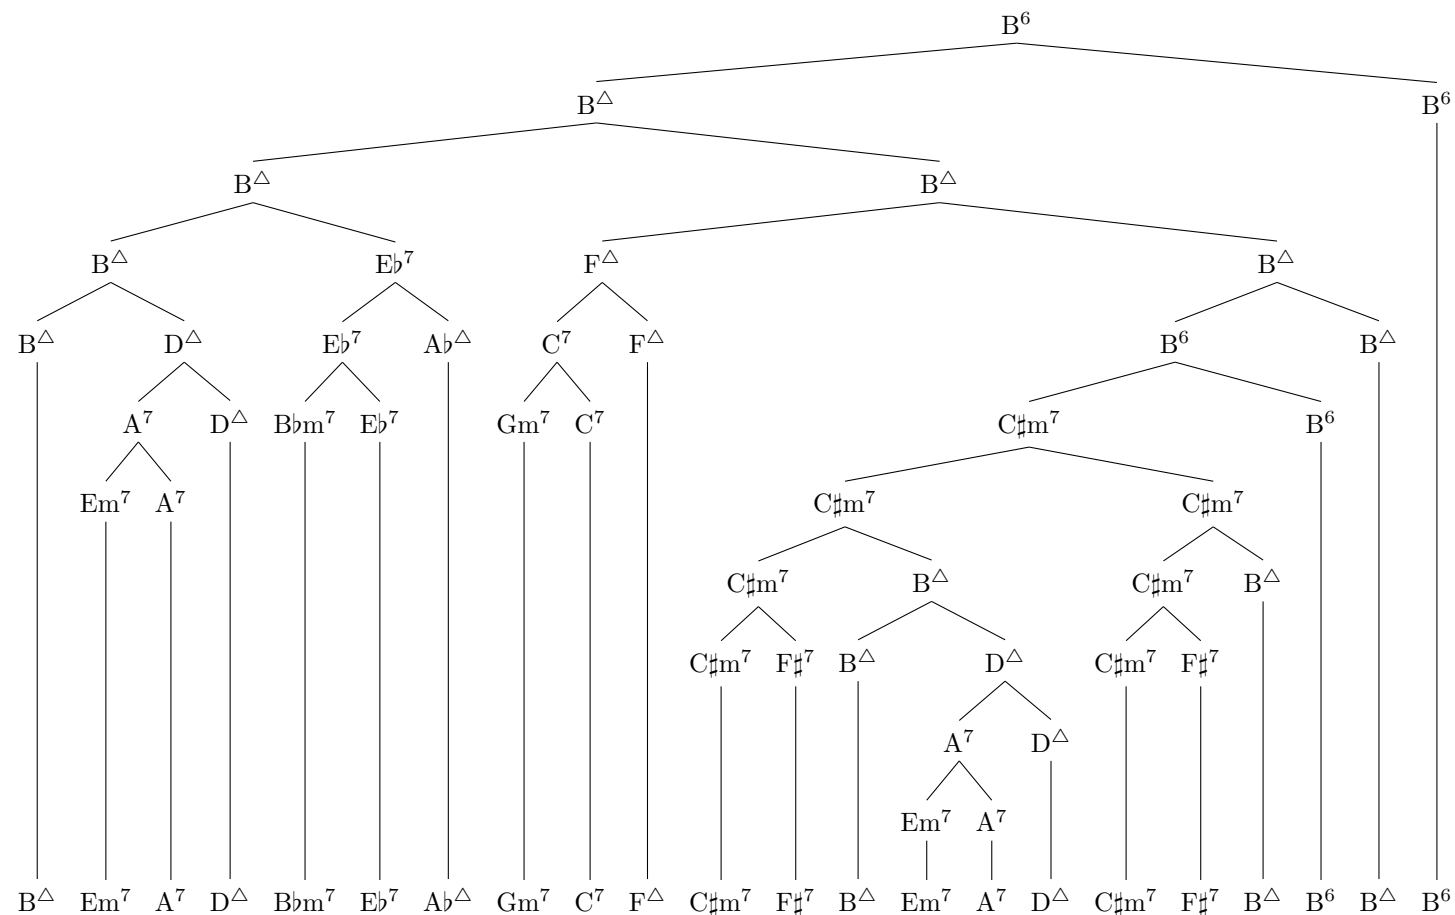 B⁶
B△ B⁶
B△ B△
B△ E♭⁷ F△ B△
B△ D△ E♭⁷ A♭△ C⁷ F△ B⁶ B△
A⁷ D△ B♭m⁷ E♭⁷ Gm⁷ C⁷ C♯m⁷ B⁶
Em⁷ A⁷ C♯m⁷ C♯m⁷
C♯m⁷ B△ C♯m⁷ B△
C♯m⁷ F♯⁷ B△ D△ C♯m⁷ F♯⁷
A⁷ D△
Em⁷ A⁷
B△ Em⁷ A⁷ D△ B♭m⁷ E♭⁷ A♭△ Gm⁷ C⁷ F△ C♯m⁷ F♯⁷ B△ Em⁷ A⁷ D△ C♯m⁷ F♯⁷ B△ B⁶ B△ B⁶